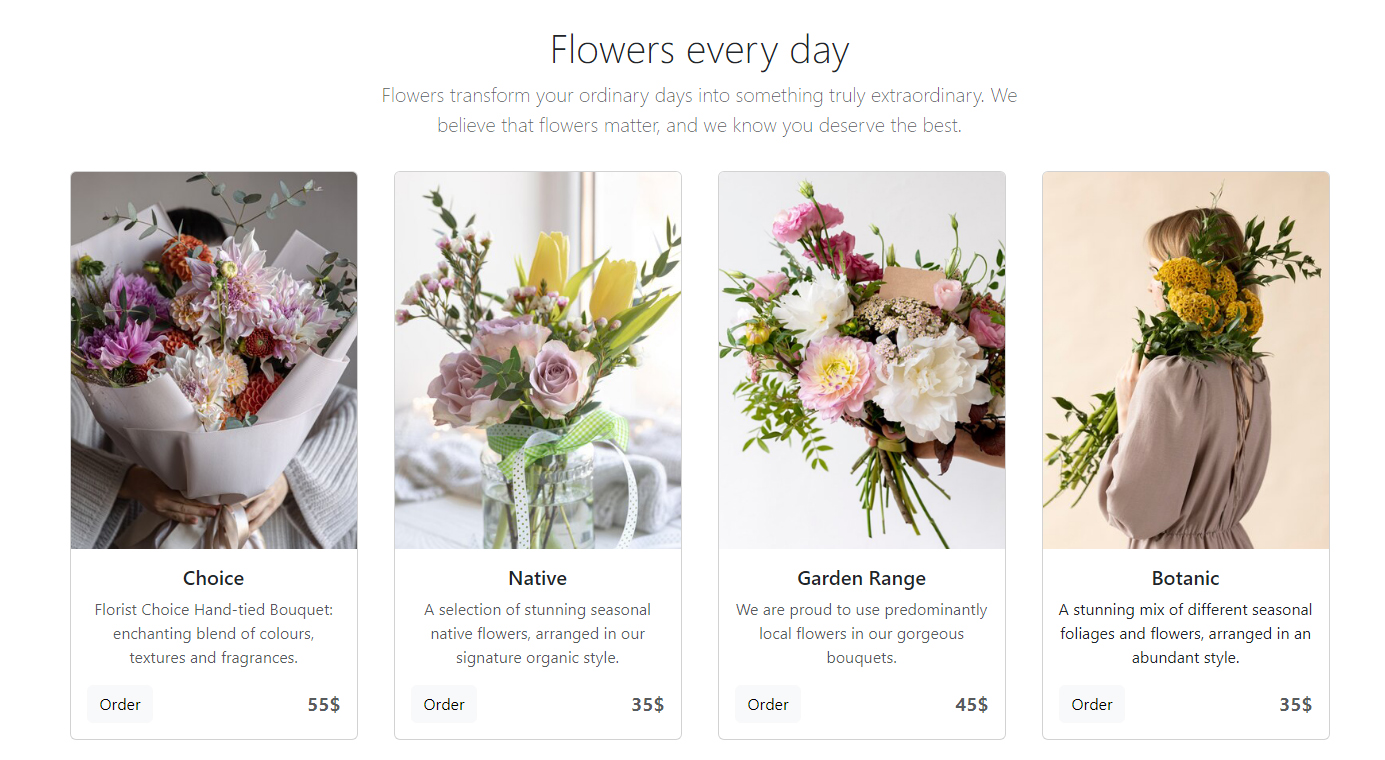 Flowers every day
Flowers transform your ordinary days into something truly extraordinary. We
believe that flowers matter, and we know you deserve the best.
Choice
Florist Choice Hand-tied Bouquet:
enchanting blend of colours,
textures and fragrances.
Order
55$
Native
A selection of stunning seasonal
native flowers, arranged in our
signature organic style.
Order
35$
Garden Range
We are proud to use predominantly
local flowers in our gorgeous
bouquets.
Order
45$
Botanic
A stunning mix of different seasonal
foliages and flowers, arranged in an
abundant style.
Order
35$